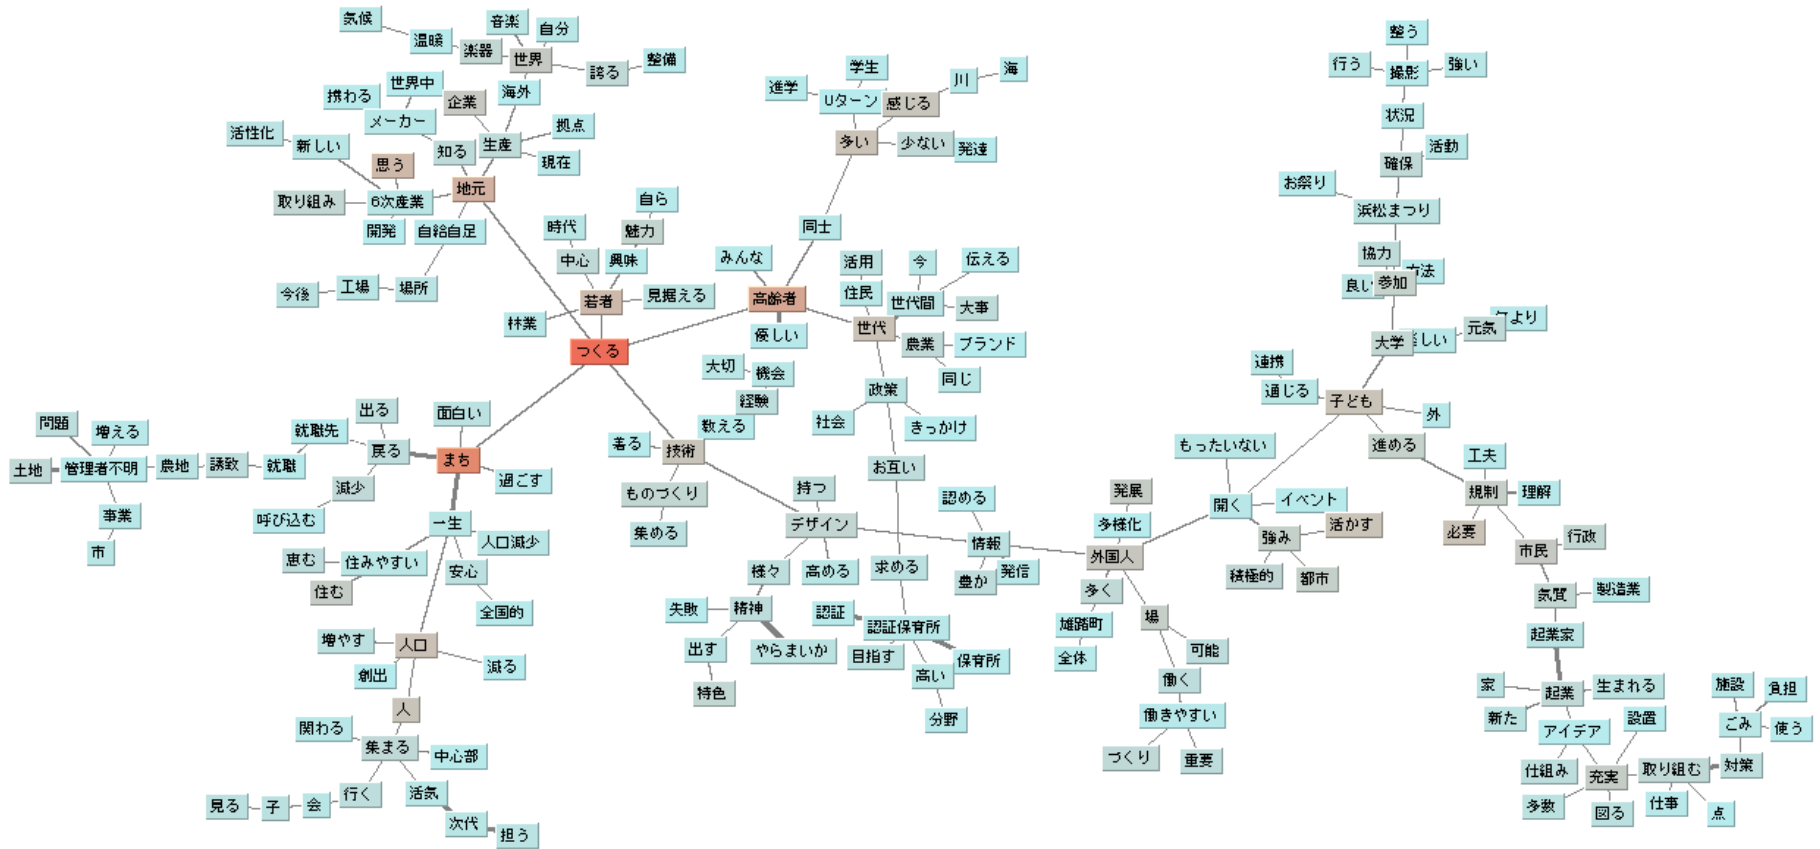 気候
温暖
楽器
音楽
自分
世界
誇る
整備
世界中
携わる
メーカー
企業
海外
拠点
生産
現在
知る
活性化
新しい
思う
地元
取り組み
6次産業
開発
自給自足
今後
工場
場所
時代
中心
自ら
魅力
興味
若者
見据える
林業
つくる
学生
進学
Uターン
感じる
川
海
多い
少ない
発達
同士
みんな
高齢者
優しい
活用
住民
今
伝える
世代間
大事
世代
農業
ブランド
同じ
政策
社会
きっかけ
お互い
求める
認証
認証保育所
目指す
保育所
高い
分野
大切
機会
経験
教える
着る
技術
ものづくり
集める
持つ
デザイン
様々
高める
失敗
精神
やらまいか
出す
特色
認める
情報
豊か
発信
発展
多様化
外国人
多く
雄踏町
全体
場
可能
働く
働きやすい
づくり
重要
もったいない
開く
イベント
強み
活かす
積極的
都市
整う
行う
撮影
強い
状況
確保
活動
お祭り
浜松まつり
協力
良い
参加
大学
元気
より
連携
通じる
子ども
外
進める
工夫
規制
理解
必要
市民
行政
気質
製造業
起業家
家
起業
生まれる
新た
アイデア
設置
仕組み
充実
多数
図る
取り組む
仕事
点
対策
ごみ
施設
負担
使う
問題
増える
土地
管理者不明
農地
誘致
就職
就職先
事業
市
出る
戻る
減少
呼び込む
面白い
まち
過ごす
一生
人口減少
恵む
住みやすい
住む
安心
全国的
増やす
人口
創出
減る
人
関わる
集まる
中心部
見る
子
会
行く
活気
次代
担う